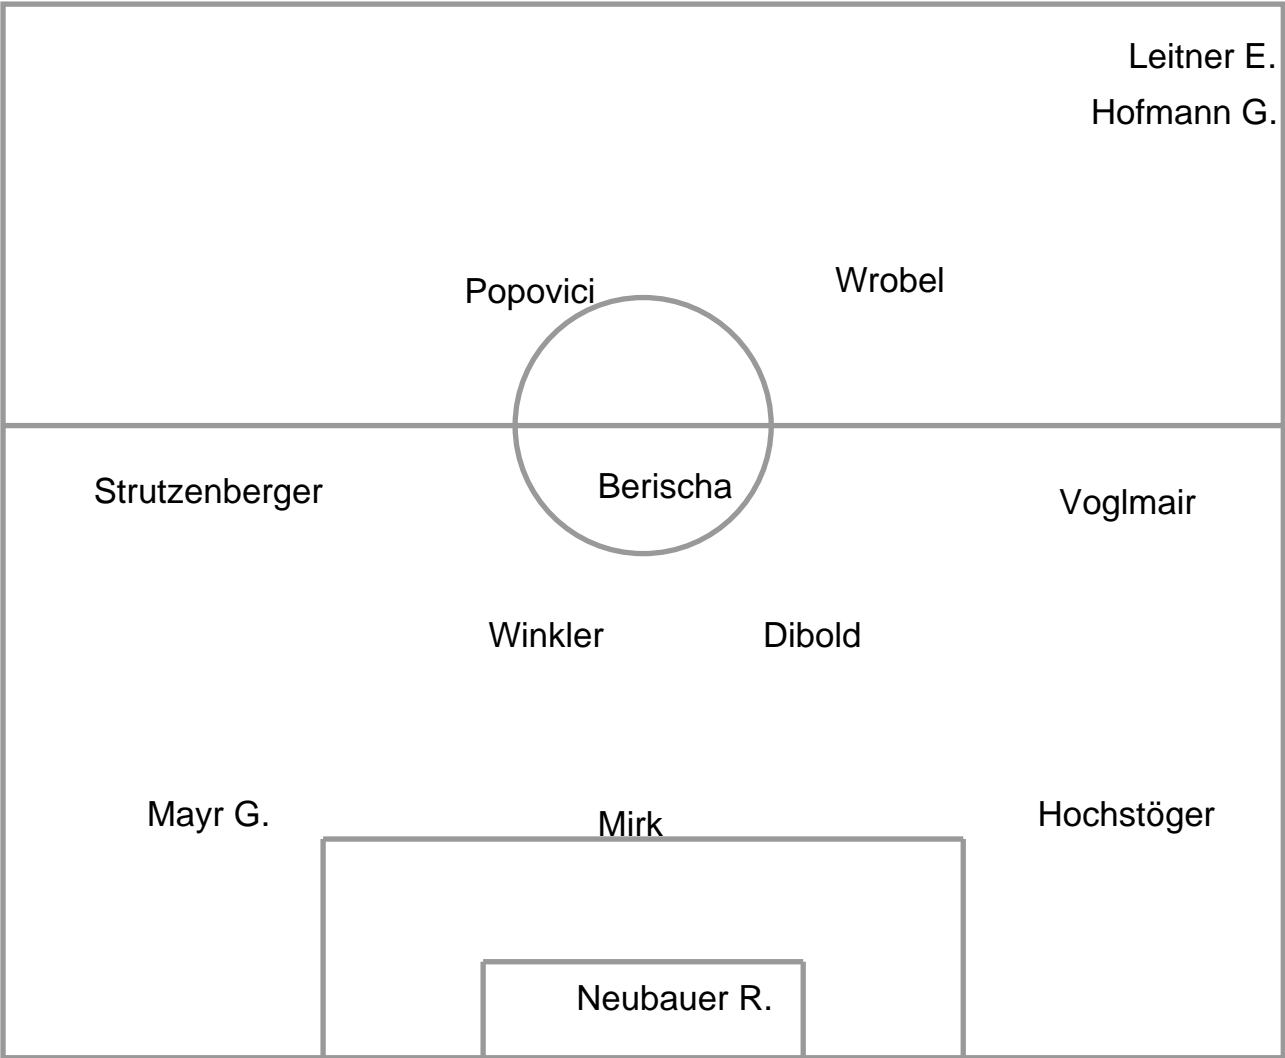 Leitner E.
Hofmann G.
Popovici
Wrobel
Strutzenberger
Berischa
Voglmair
Winkler
Dibold
Mayr G.
Mirk
Hochstöger
Neubauer R.